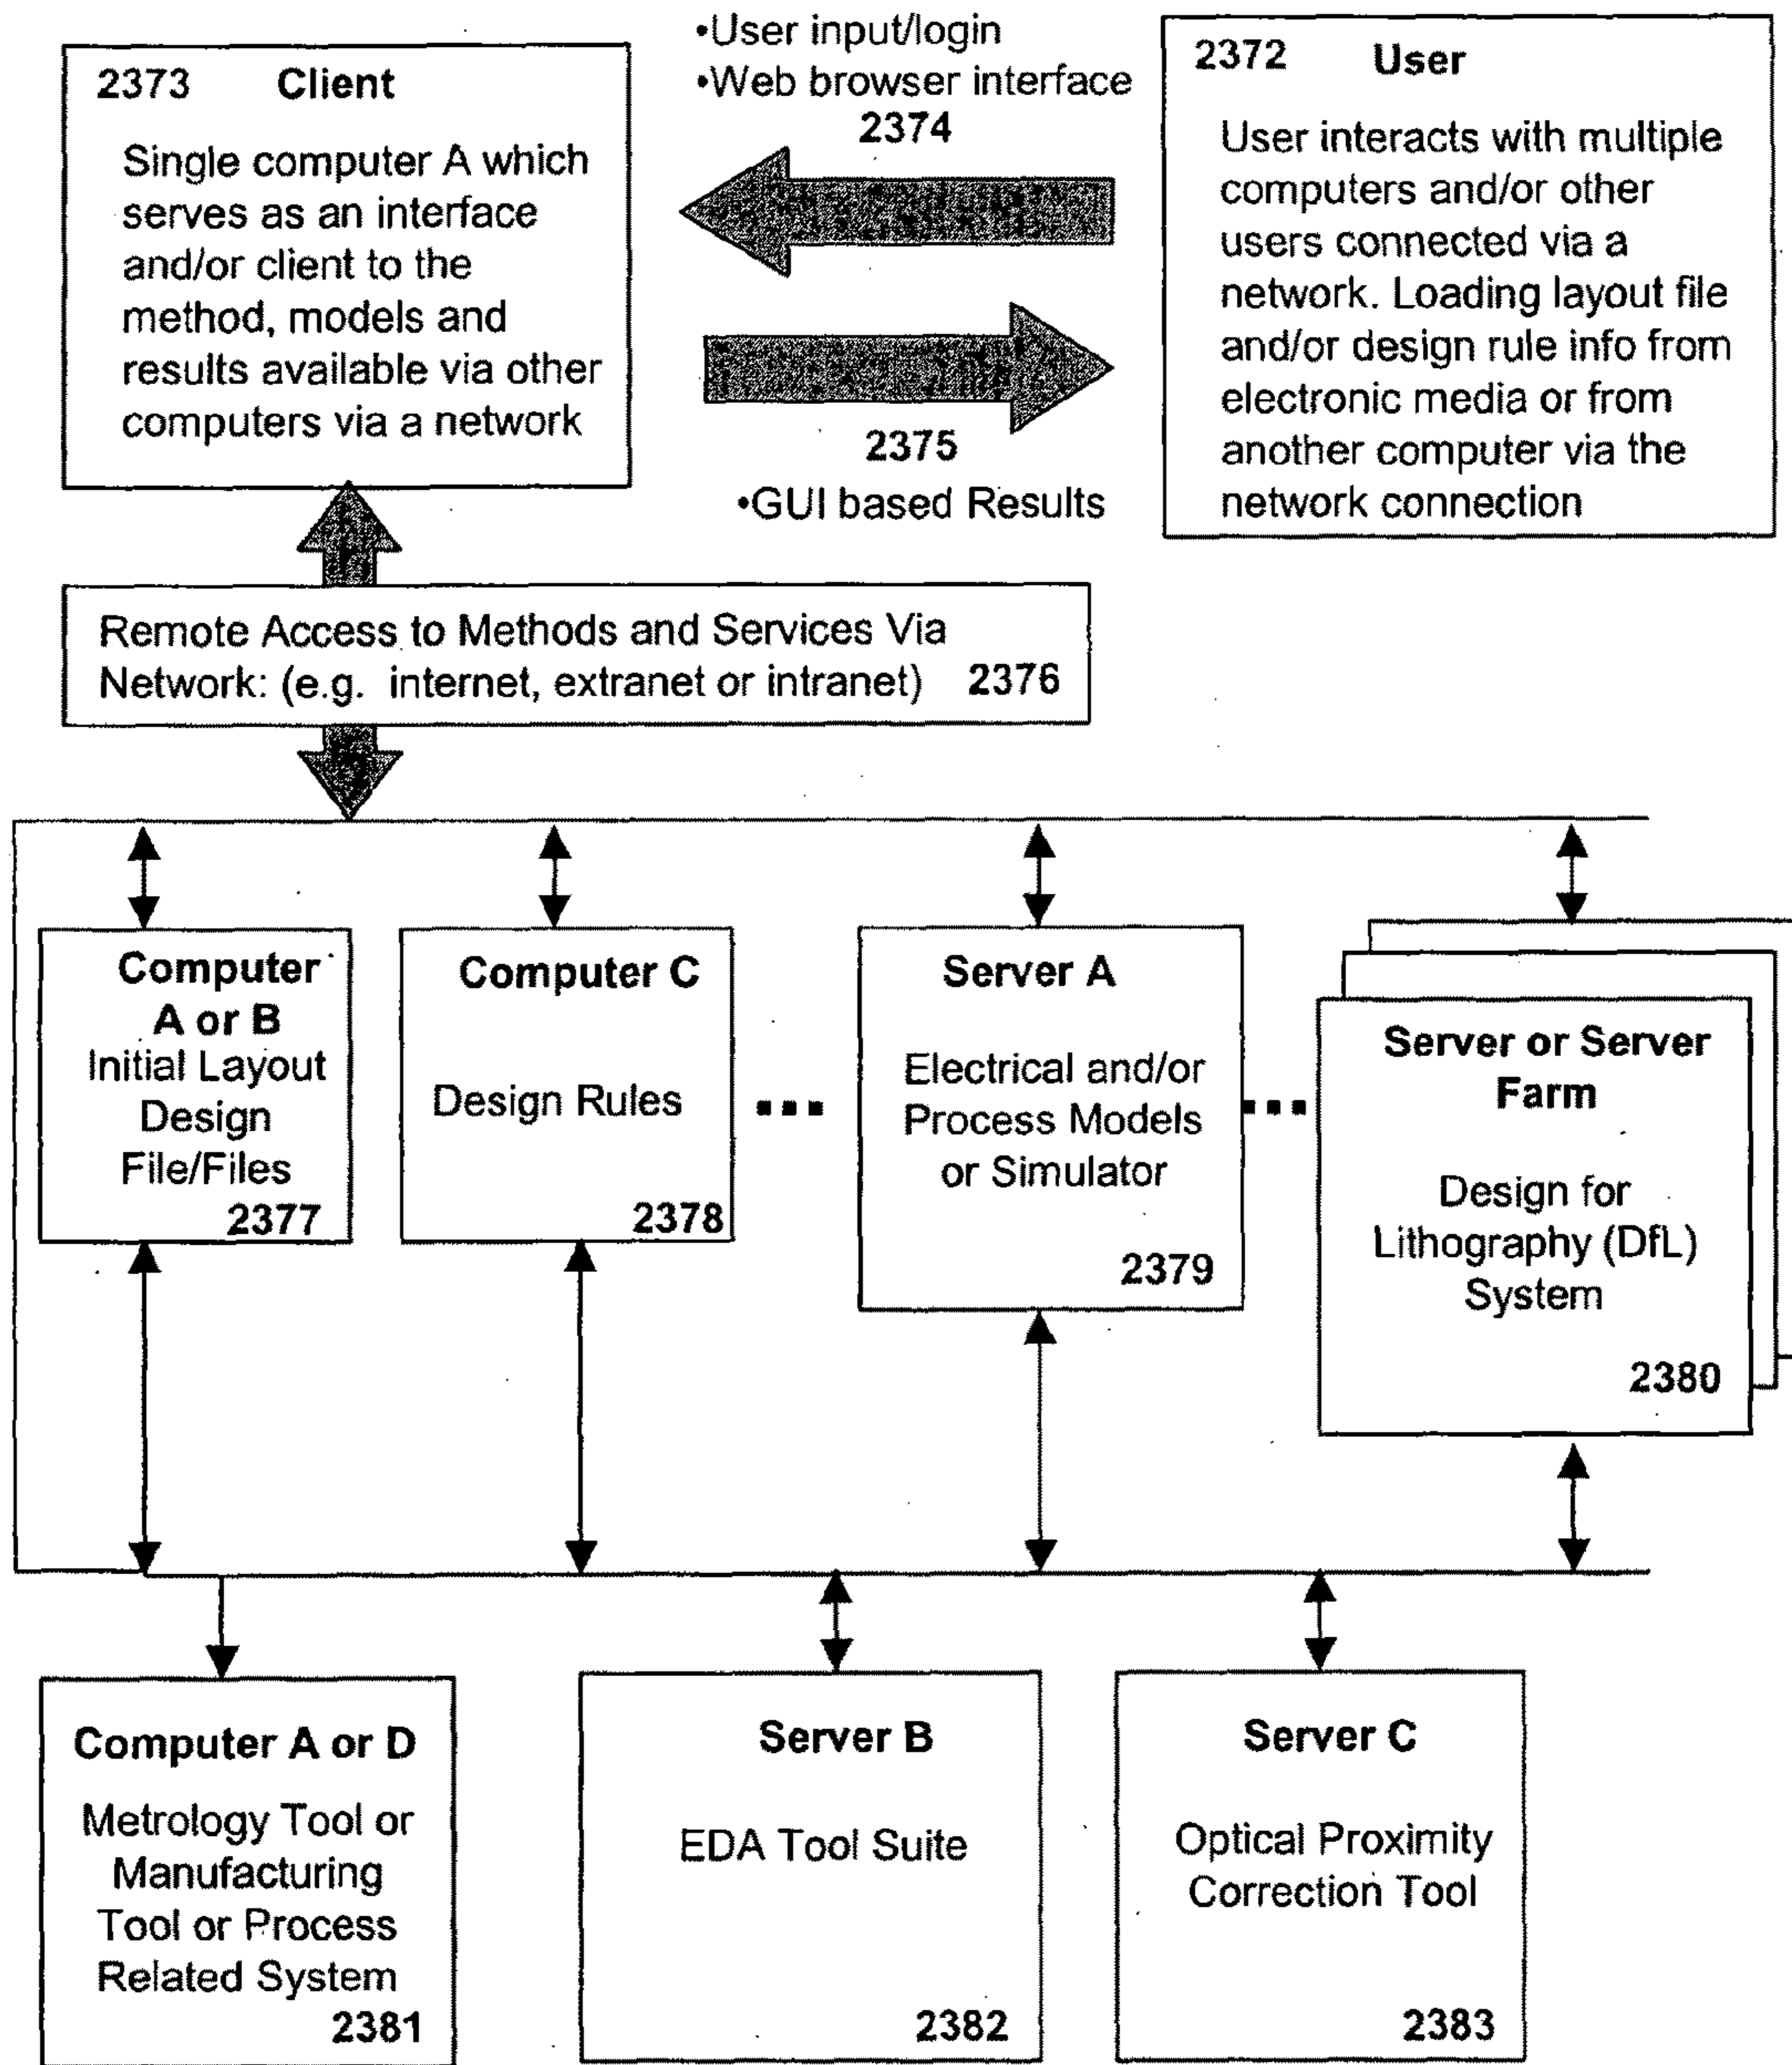 2373 Client
Single computer A which
serves as an interface
and/or client to the
method, models and
results available via other
computers via a network
•User input/login
•Web browser interface
2374
2375
•GUI based Results
2372 User
User interacts with multiple
computers and/or other
users connected via a
network. Loading layout file
and/or design rule info from
electronic media or from
another computer via the
network connection
Remote Access to Methods and Services Via
Network: (e.g. internet, extranet or intranet) 2376
Computer
A or B
Initial Layout
Design
File/Files
2377
Computer C
Design Rules
2378
Server A
Electrical and/or
Process Models
or Simulator
2379
Server or Server
Farm
Design for
Lithography (DfL)
System
2380
Computer A or D
Metrology Tool or
Manufacturing
Tool or Process
Related System
2381
Server B
EDA Tool Suite
2382
Server C
Optical Proximity
Correction Tool
2383